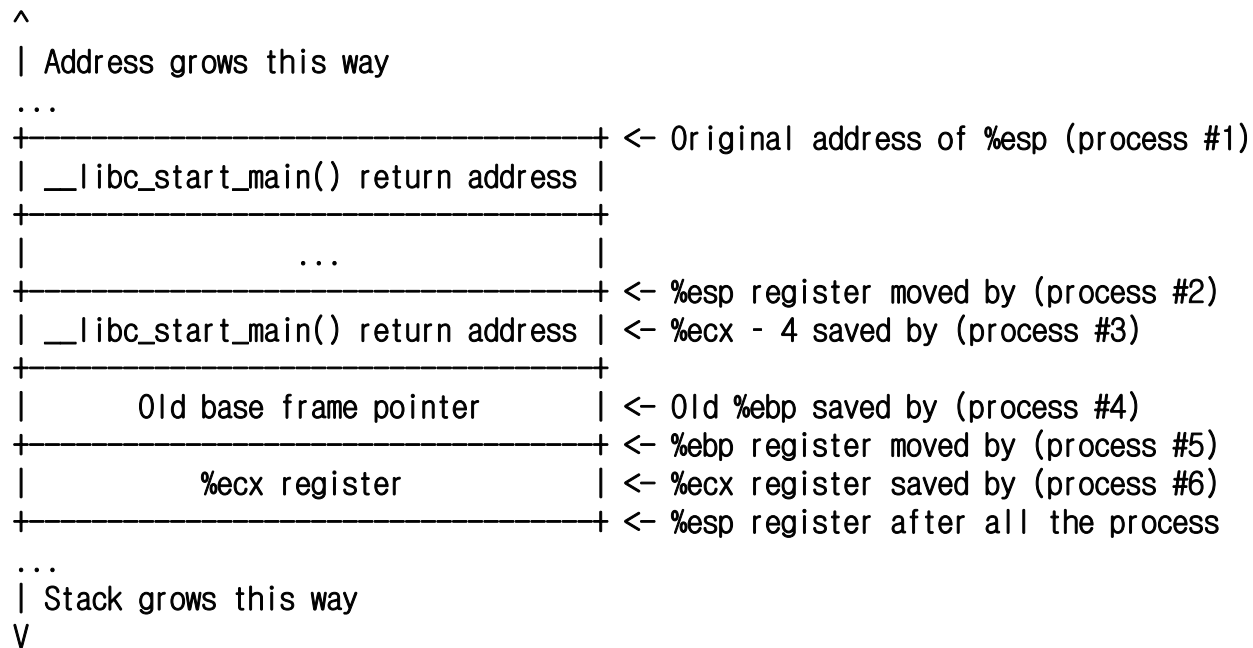 ^
| Address grows this way
...
+------------------------------------+ <- Original address of %esp (process #1)
| __libc_start_main() return address |
+------------------------------------+
| ... |
+------------------------------------+ <- %esp register moved by (process #2)
| __libc_start_main() return address | <- %ecx - 4 saved by (process #3)
+------------------------------------+
| Old base frame pointer | <- Old %ebp saved by (process #4)
+------------------------------------+ <- %ebp register moved by (process #5)
| %ecx register | <- %ecx register saved by (process #6)
+------------------------------------+ <- %esp register after all the process
...
| Stack grows this way
V